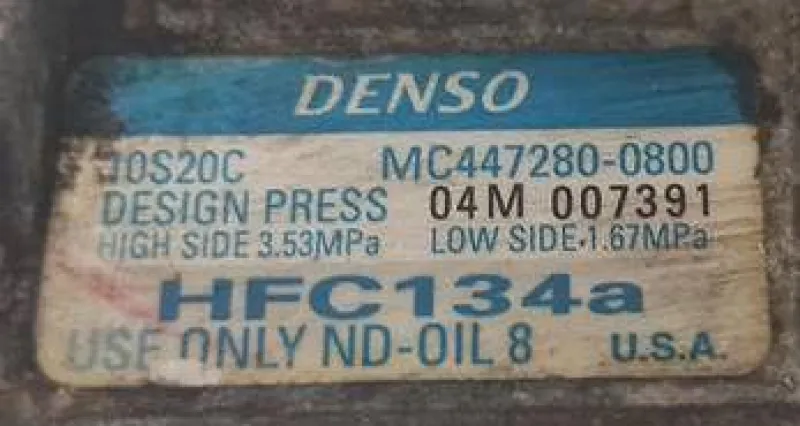 DENSO
10S20C MC447280-0800
DESIGN PRESS 04M 007391
HIGH SIDE 3.53MPa LOW SIDE 1.67MPa
HFC134a
USE ONLY ND-OIL 8 U.S.A.